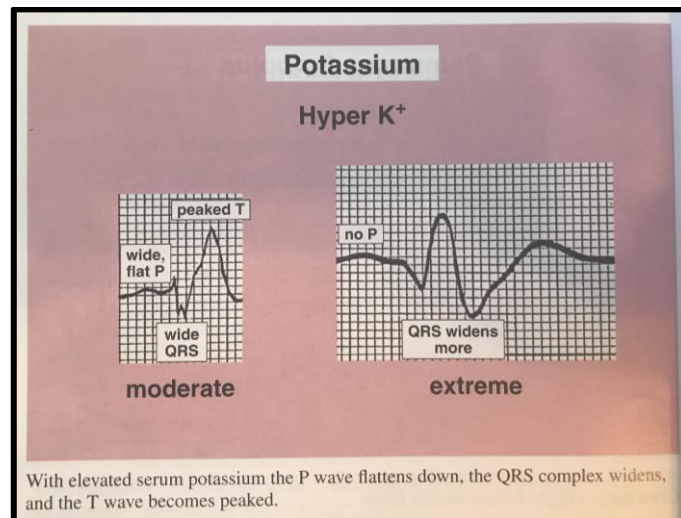 Potassium
Hyper K+
peaked T
wide,
flat P
wide
QRS
moderate
no P
QRS widens
more
extreme
With elevated serum potassium the P wave flattens down, the QRS complex widens,
and the T wave becomes peaked.